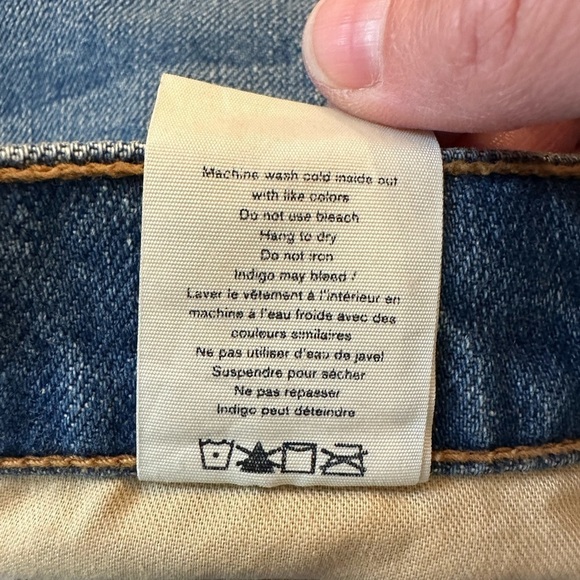 Machine wash cold inside out
with like colors
Do not use bleach
Hang to dry
Do not iron
Indigo may bleed !
Laver le vêtement à l'intérieur en
machine à l'eau froide avec des
couleurs similaires
Ne pas utiliser d'eau de javel
Suspendre pour sécher
Ne pas repasser
Indigo peut déteindre